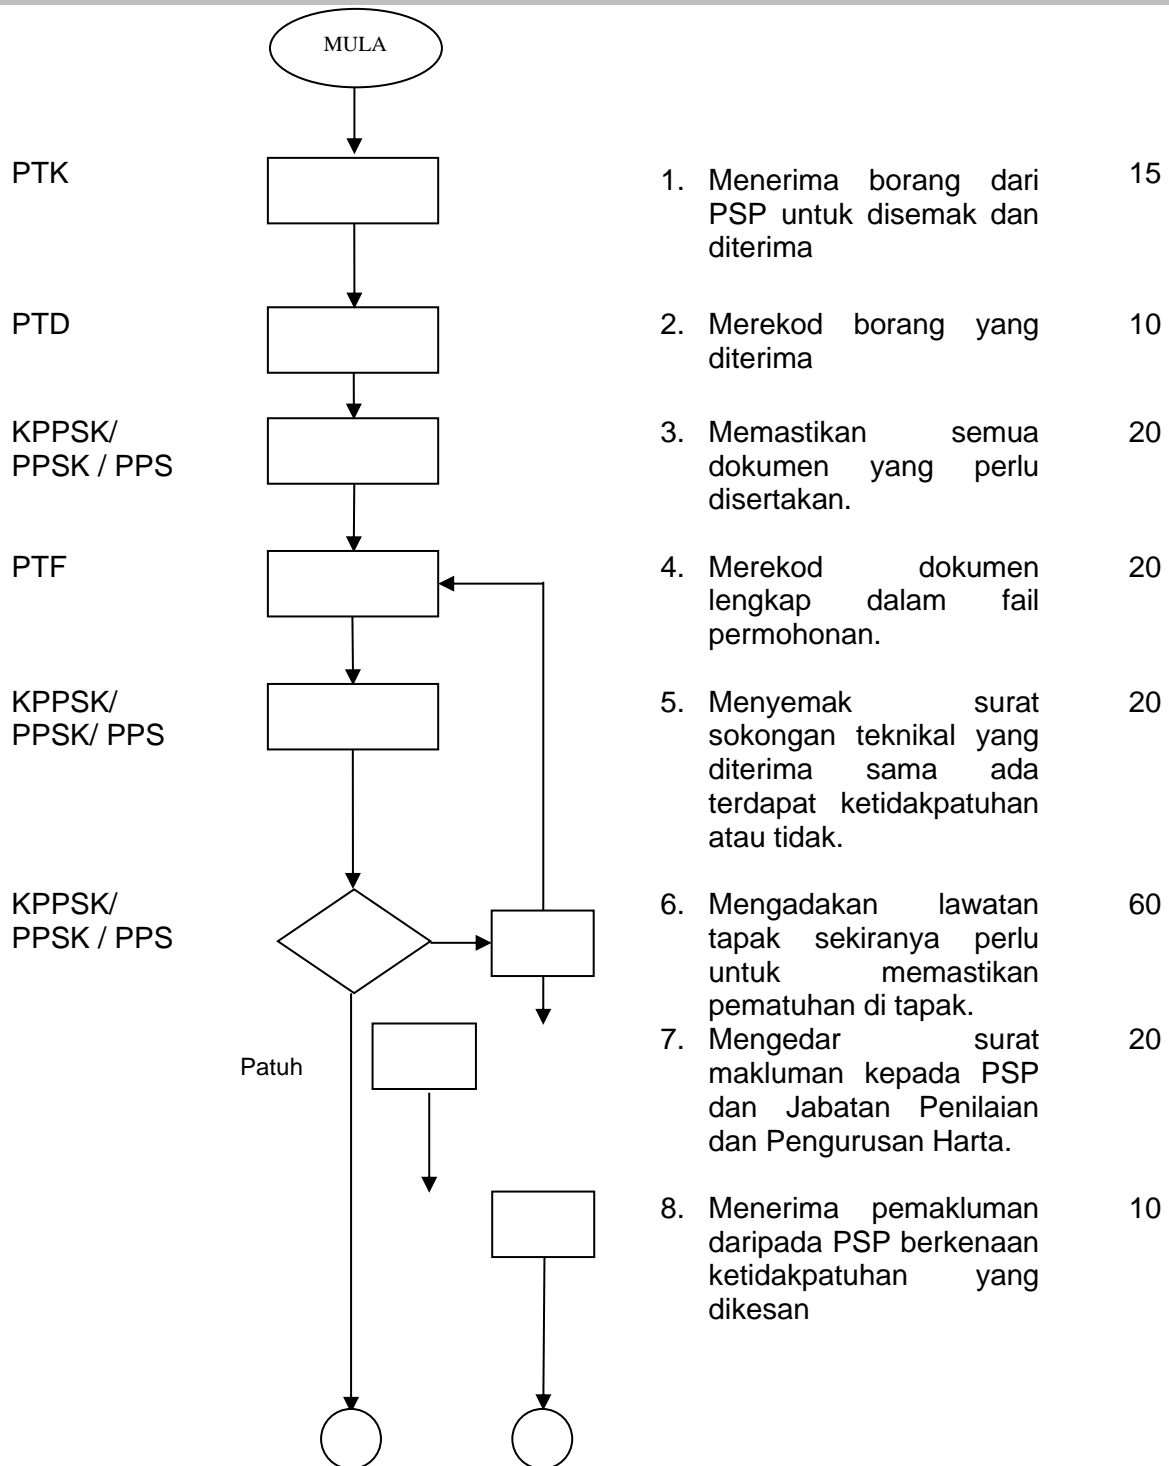 MULA
PTK
1. Menerima borang dari
PSP untuk disemak dan
diterima
15
PTD
2. Merekod borang yang
diterima
10
KPPSK/
PPSK / PPS
3. Memastikan semua
dokumen yang perlu
disertakan.
20
PTF
4. Merekod dokumen
lengkap dalam fail
permohonan.
20
KPPSK/
PPSK/ PPS
5. Menyemak surat
sokongan teknikal yang
diterima sama ada
terdapat ketidakpatuhan
atau tidak.
20
KPPSK/
PPSK / PPS
6. Mengadakan lawatan
tapak sekiranya perlu
untuk memastikan
pematuhan di tapak.
60
Patuh
7. Mengedar surat
makluman kepada PSP
dan Jabatan Penilaian
dan Pengurusan Harta.
20
8. Menerima pemakluman
daripada PSP berkenaan
ketidakpatuhan yang
dikesan
10